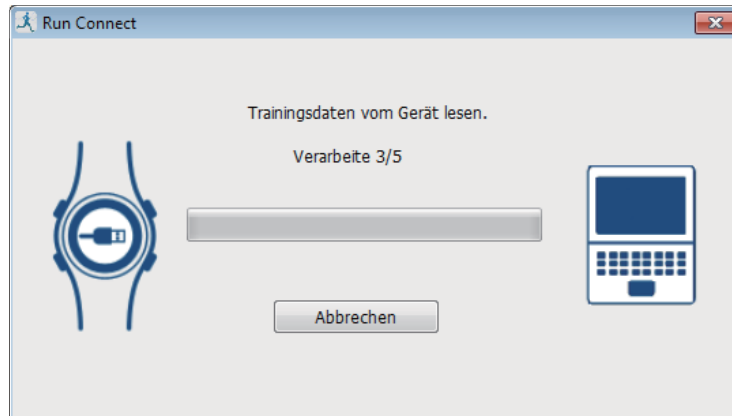 Run Connect
Trainingsdaten vom Gerät lesen.
Verarbeite 3/5
Abbrechen